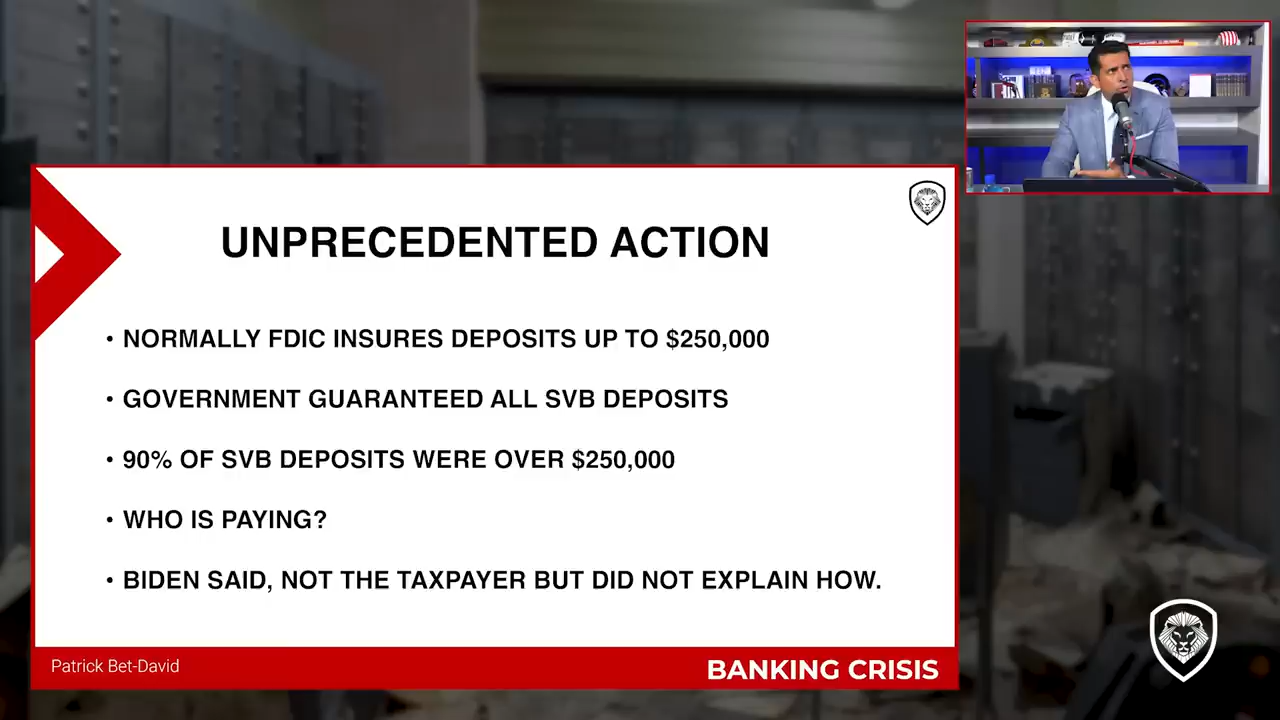 UNPRECEDENTED ACTION
• NORMALLY FDIC INSURES DEPOSITS UP TO $250,000
• GOVERNMENT GUARANTEED ALL SVB DEPOSITS
• 90% OF SVB DEPOSITS WERE OVER $250,000
• WHO IS PAYING?
• BIDEN SAID, NOT THE TAXPAYER BUT DID NOT EXPLAIN HOW.
Patrick Bet-David
BANKING CRISIS